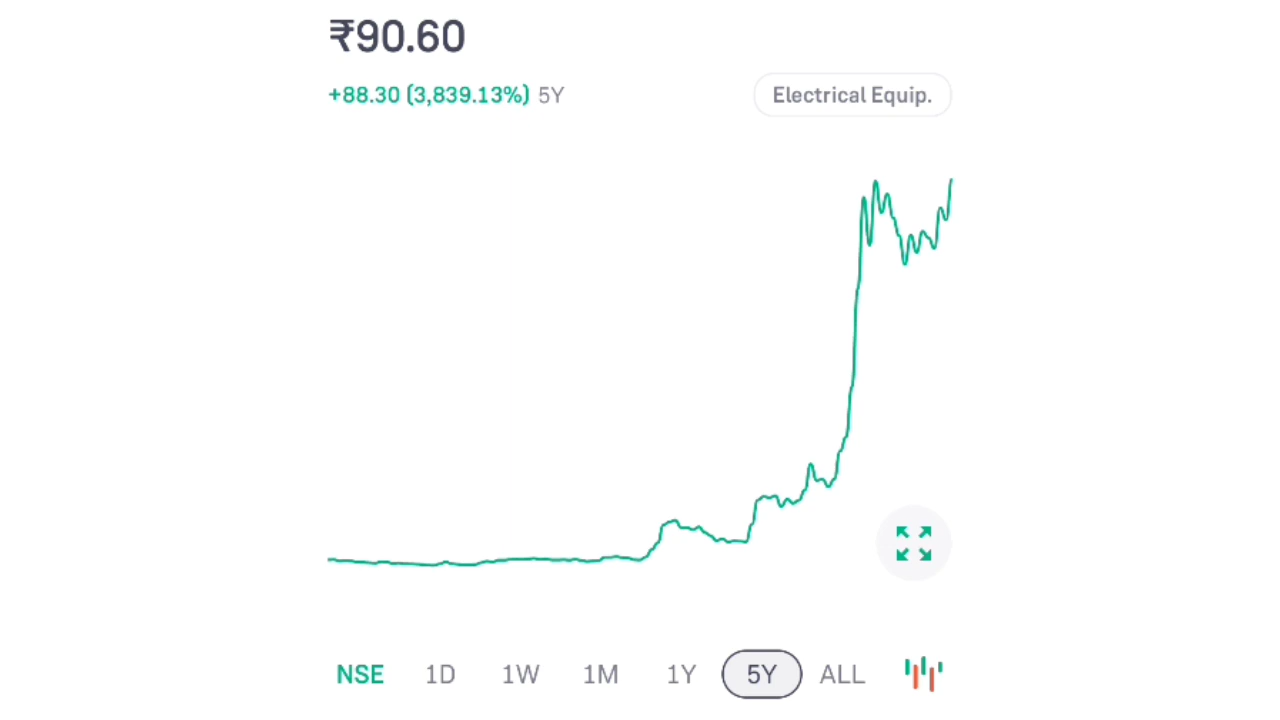 ₹90.60
+88.30 (3,839.13%) 5Y
Electrical Equip.
NSE 1D 1W 1M 1Y 5Y ALL